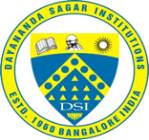 DAYANANDA SAGAR INSTITUTIONS
DSI
ESTD. 1960 BANGALORE INDIA